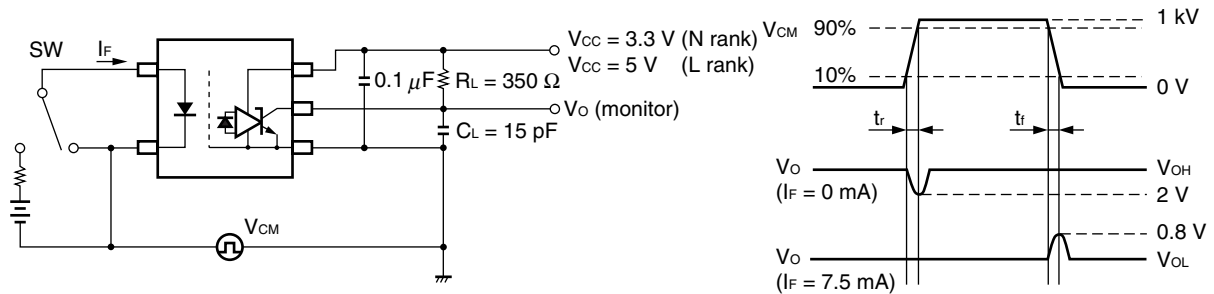 SW
IF
VCC = 3.3 V (N rank)
VCC = 5 V (L rank)
0.1 μF
RL = 350 Ω
VO (monitor)
CL = 15 pF
VCM
VCM
90%
10%
1 kV
0 V
tr
tf
VO
(IF = 0 mA)
VOH
2 V
0.8 V
VO
(IF = 7.5 mA)
VOL